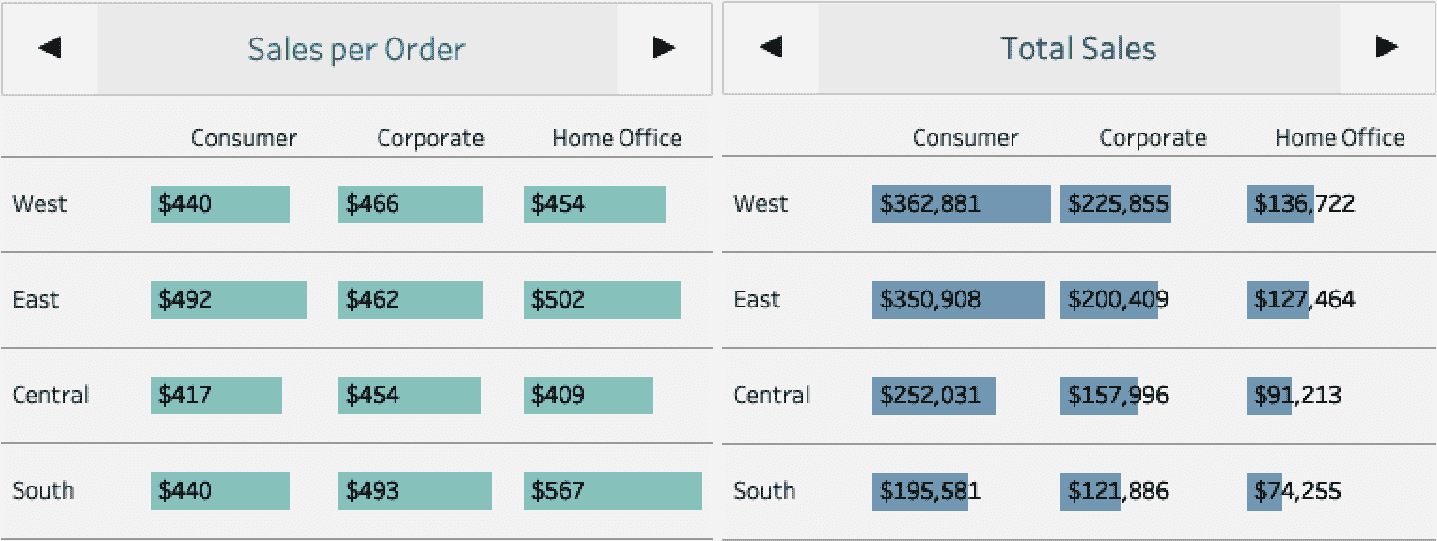 Sales per Order
Consumer Corporate Home Office
West $440 $466 $454
East $492 $462 $502
Central $417 $454 $409
South $440 $493 $567
Total Sales
Consumer Corporate Home Office
West $362,881 $225,855 $136,722
East $350,908 $200,409 $127,464
Central $252,031 $157,996 $91,213
South $195,581 $121,886 $74,255